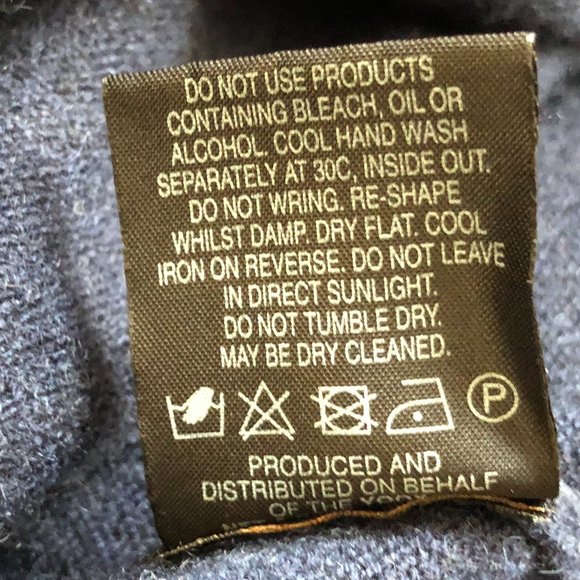 DO NOT USE PRODUCTS
CONTAINING BLEACH, OIL OR
ALCOHOL. COOL HAND WASH
SEPARATELY AT 30C, INSIDE OUT.
DO NOT WRING. RE-SHAPE
WHILST DAMP. DRY FLAT. COOL
IRON ON REVERSE. DO NOT LEAVE
IN DIRECT SUNLIGHT.
DO NOT TUMBLE DRY.
MAY BE DRY CLEANED.
P
PRODUCED AND
DISTRIBUTED ON BEHALF
OF THE